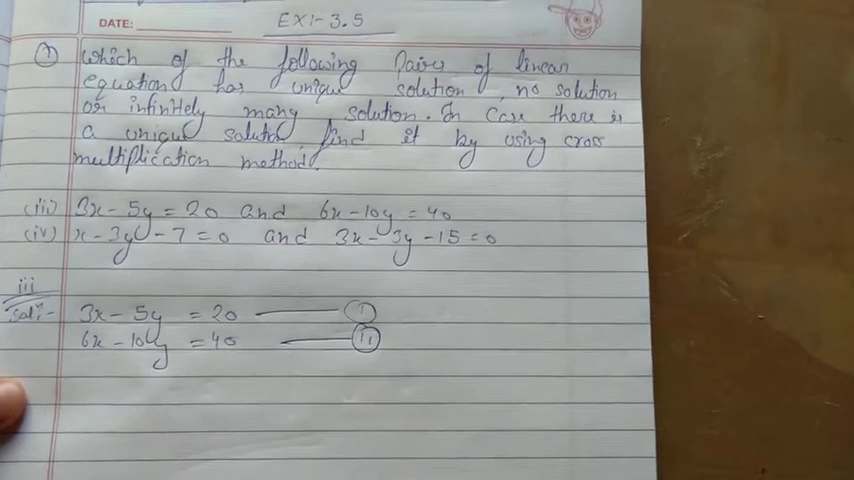 DATE:
EX:- 3.5
① Which of the following Pairs of linear
equation has unique solution, no solution
or infinitely many solution. In Case there is
a unique solution, find it by using cross
multiplication method.
(iii) 3x - 5y = 20 and 6x - 10y = 40
(iv) x - 3y - 7 = 0 and 3x - 3y - 15 = 0
iii
Solⁿ:- 3x - 5y = 20 — (i)
6x - 10y = 40 — (ii)